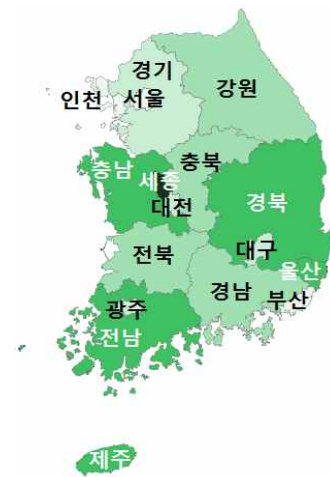 경기
인천 서울
강원
충북
충남
세종
대전
경북
전북
대구
울산
경남
부산
광주
전남
제주